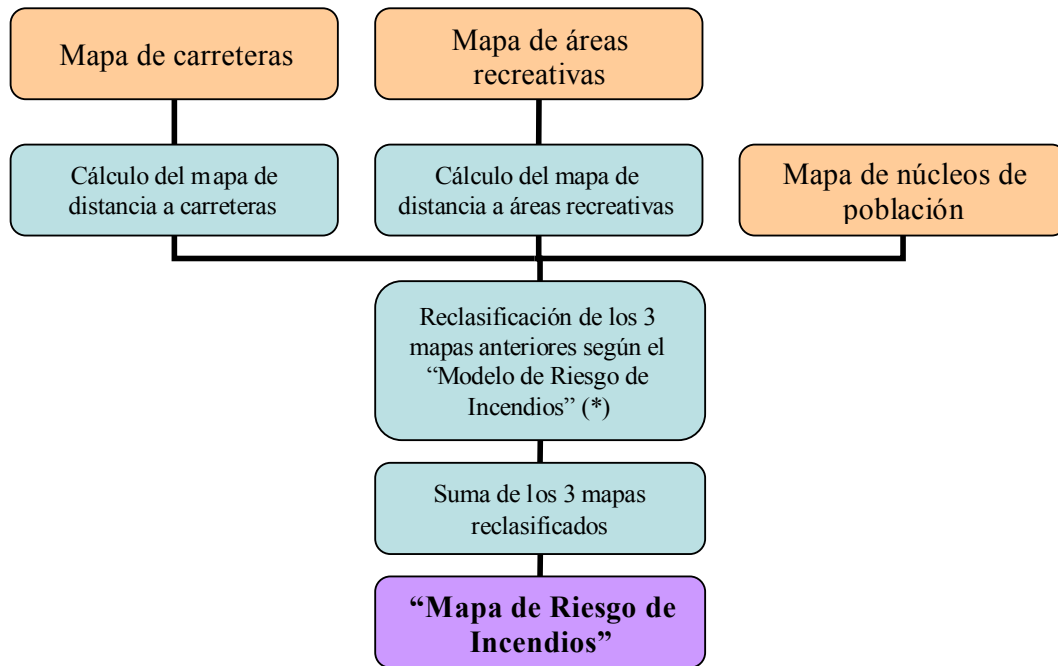 Mapa de carreteras
Mapa de áreas
recreativas
Cálculo del mapa de
distancia a carreteras
Cálculo del mapa de
distancia a áreas recreativas
Mapa de núcleos de
población
Reclasificación de los 3
mapas anteriores según el
“Modelo de Riesgo de
Incendios” (*)
Suma de los 3 mapas
reclasificados
“Mapa de Riesgo de
Incendios”